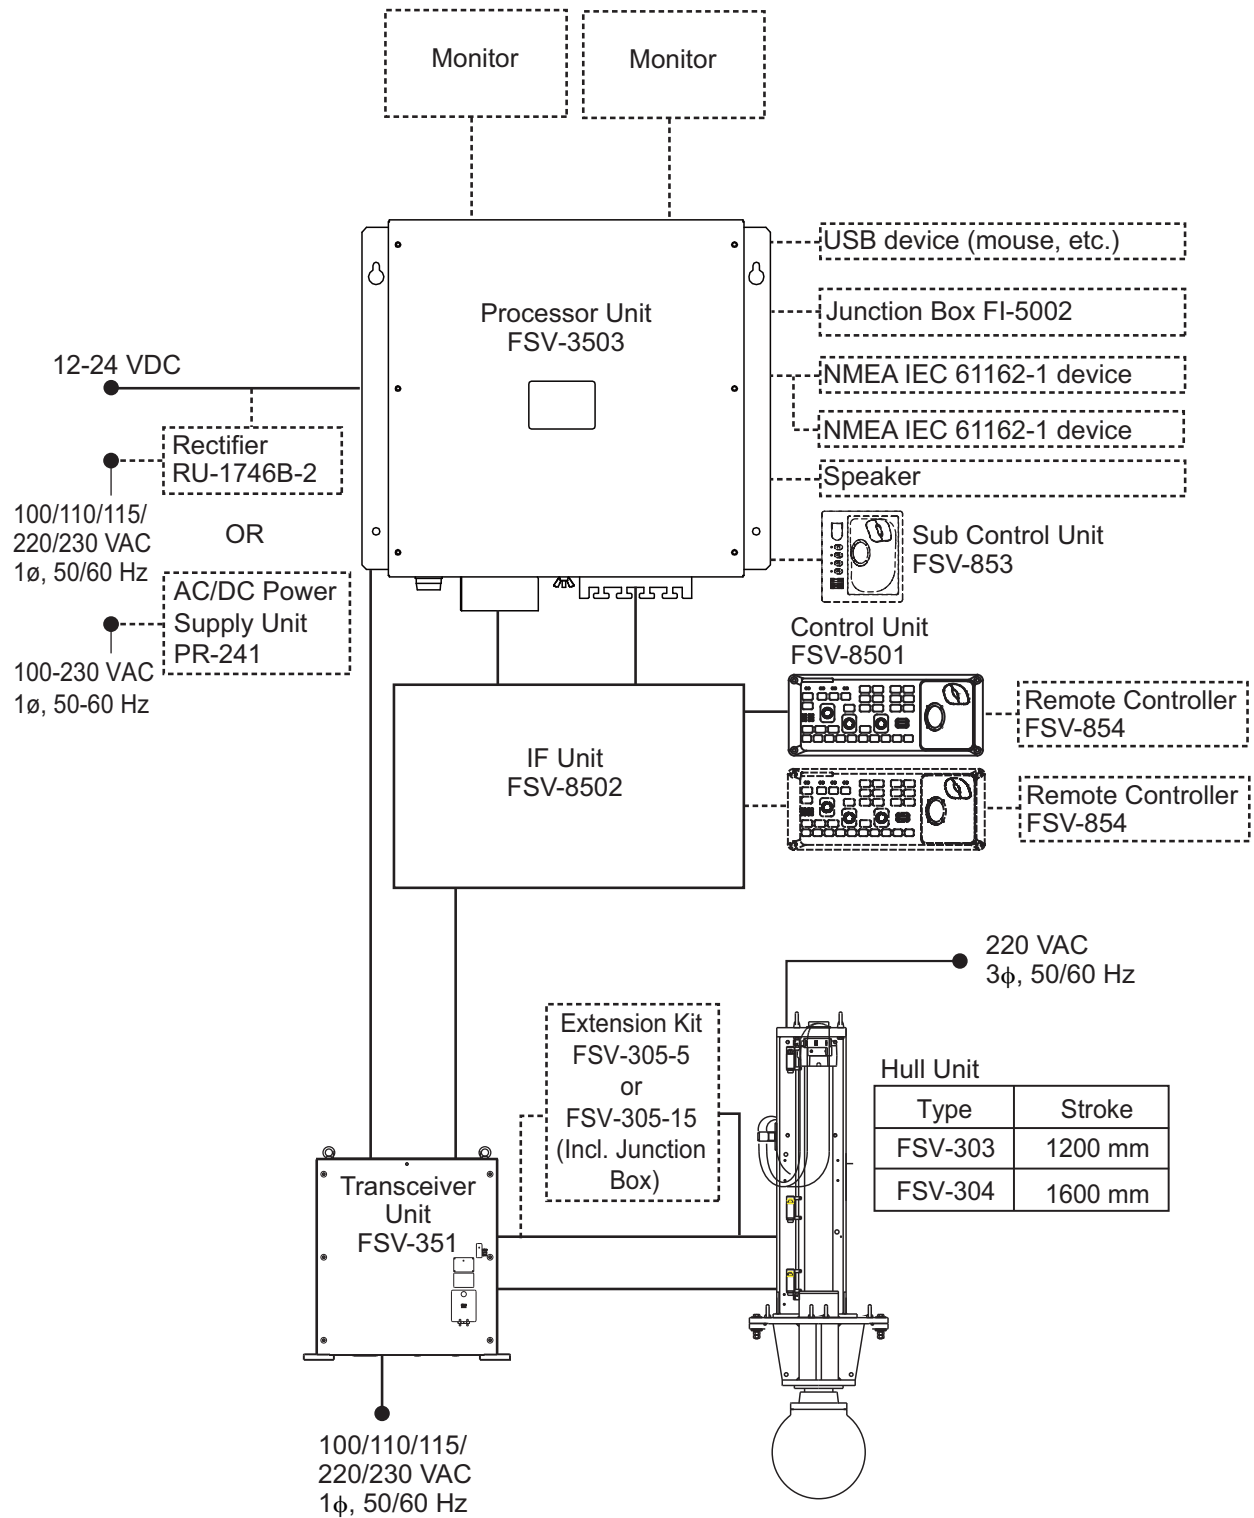 Monitor
Monitor
Processor Unit
FSV-3503
USB device (mouse, etc.)
Junction Box FI-5002
NMEA IEC 61162-1 device
NMEA IEC 61162-1 device
Speaker
Sub Control Unit
FSV-853
12-24 VDC
Rectifier
RU-1746B-2
100/110/115/
220/230 VAC
1ø, 50/60 Hz
OR
AC/DC Power
Supply Unit
PR-241
100-230 VAC
1ø, 50-60 Hz
Control Unit
FSV-8501
Remote Controller
FSV-854
Remote Controller
FSV-854
IF Unit
FSV-8502
220 VAC
3ϕ, 50/60 Hz
Extension Kit
FSV-305-5
or
FSV-305-15
(Incl. Junction
Box)
Hull Unit
Type Stroke
FSV-303 1200 mm
FSV-304 1600 mm
Transceiver
Unit
FSV-351
100/110/115/
220/230 VAC
1ϕ, 50/60 Hz